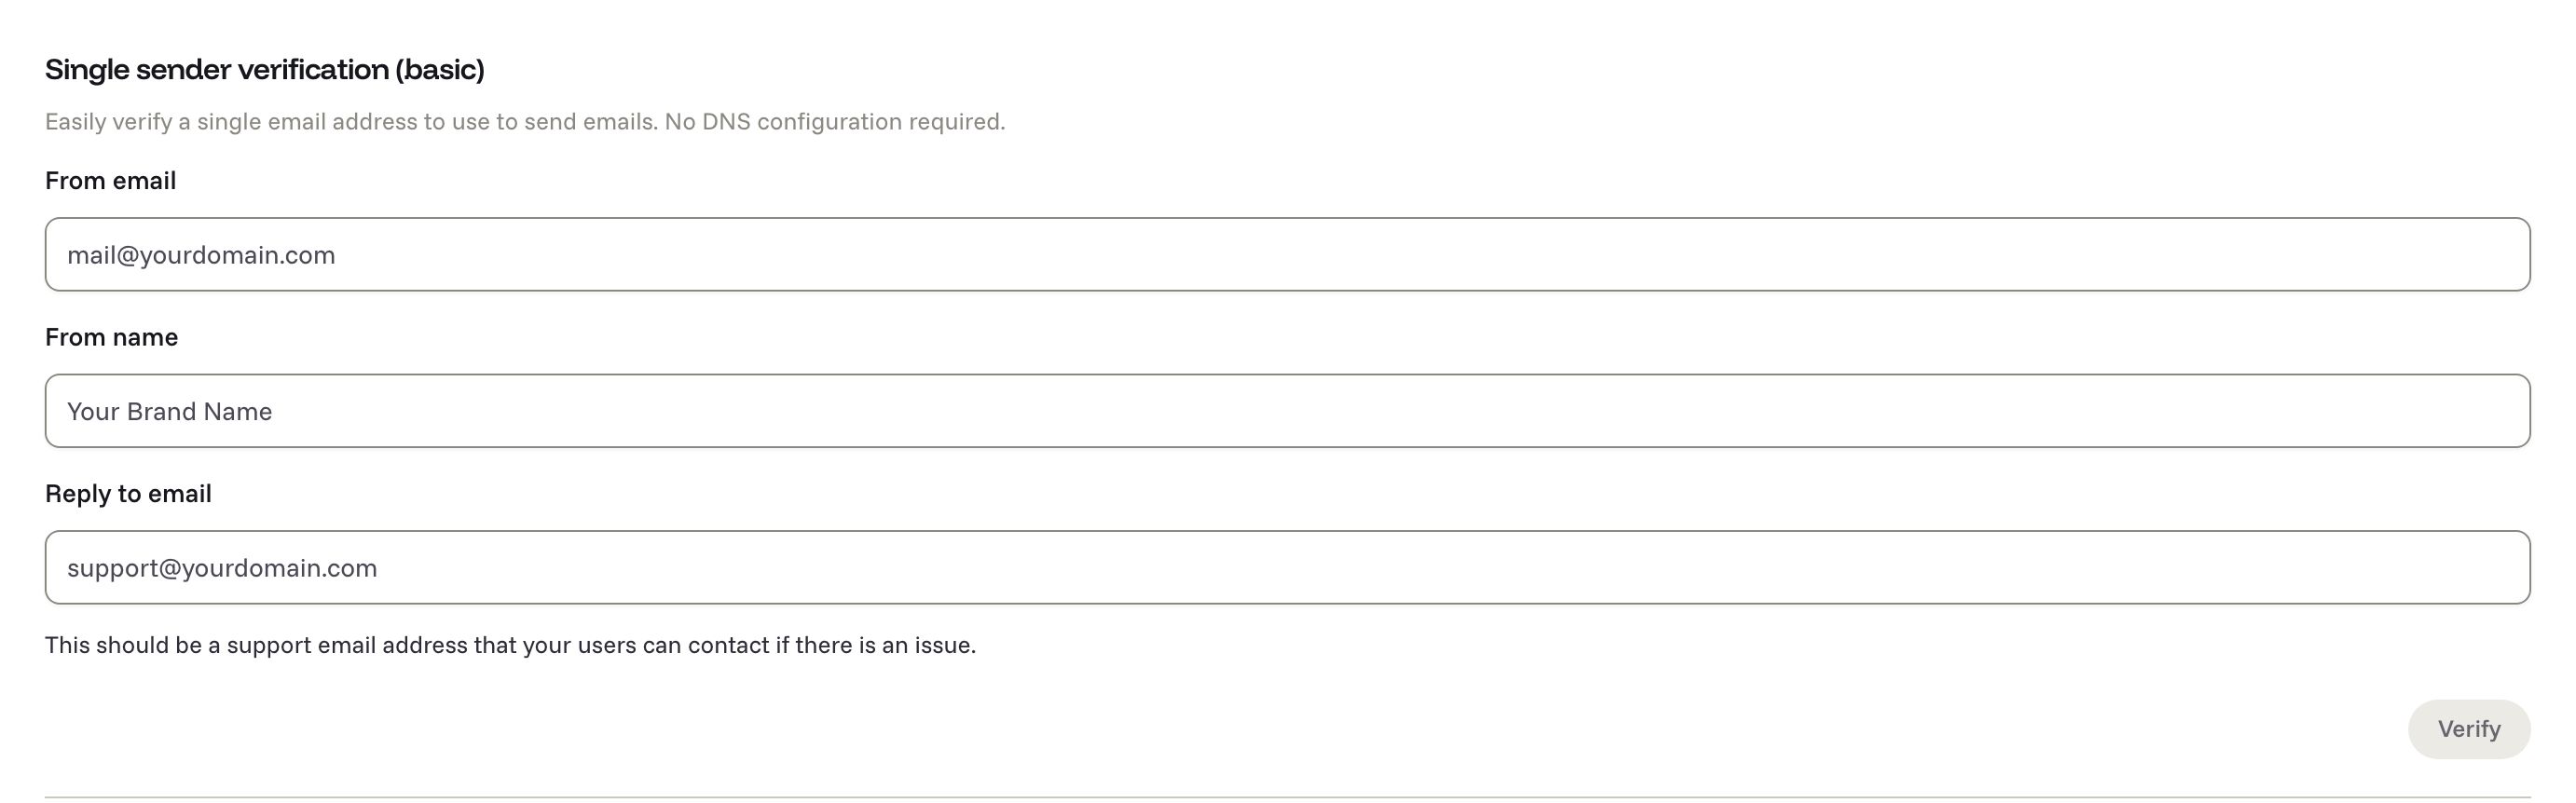 Single sender verification (basic)
Easily verify a single email address to use to send emails. No DNS configuration required.
From email
mail@yourdomain.com
From name
Your Brand Name
Reply to email
support@yourdomain.com
This should be a support email address that your users can contact if there is an issue.
Verify